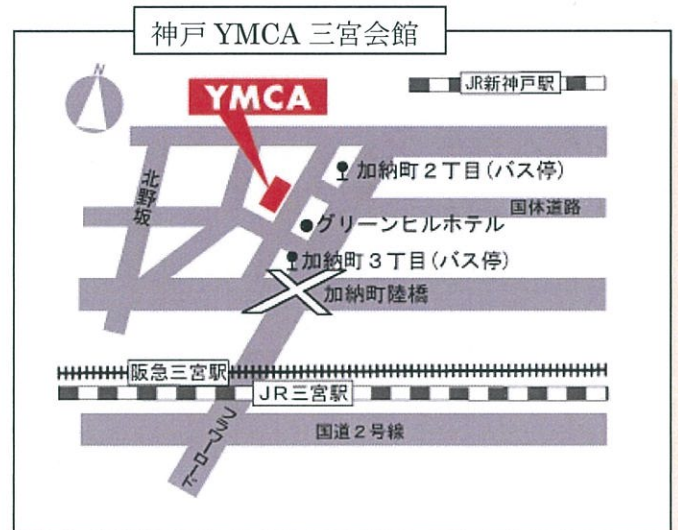 神戸 YMCA 三宮会館
N
YMCA
JR新神戸駅
加納町2丁目(バス停)
北野坂
国体道路
グリーンヒルホテル
加納町3丁目(バス停)
加納町陸橋
阪急三宮駅
JR三宮駅
国道2号線
フラワーロード